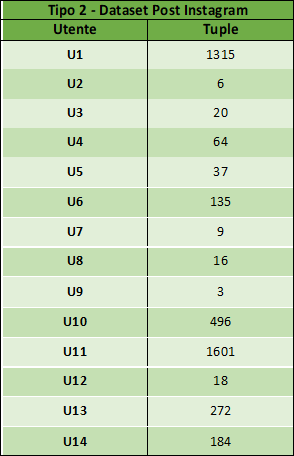 Tipo 2 - Dataset Post Instagram
Utente Tuple
U1 1315
U2 6
U3 20
U4 64
U5 37
U6 135
U7 9
U8 16
U9 3
U10 496
U11 1601
U12 18
U13 272
U14 184